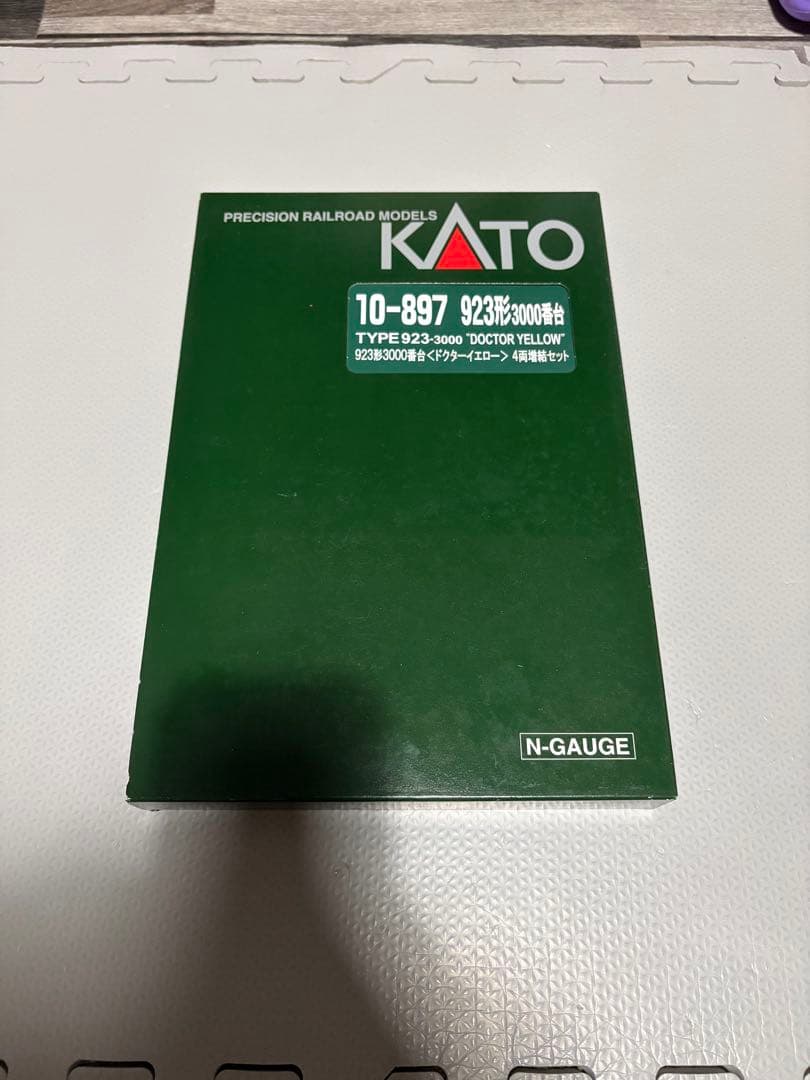 PRECISION RAILROAD MODELS
KATO
10-897 923形3000番台
TYPE 923-3000 "DOCTOR YELLOW"
923形3000番台<ドクターイエロー> 4両増結セット
N-GAUGE